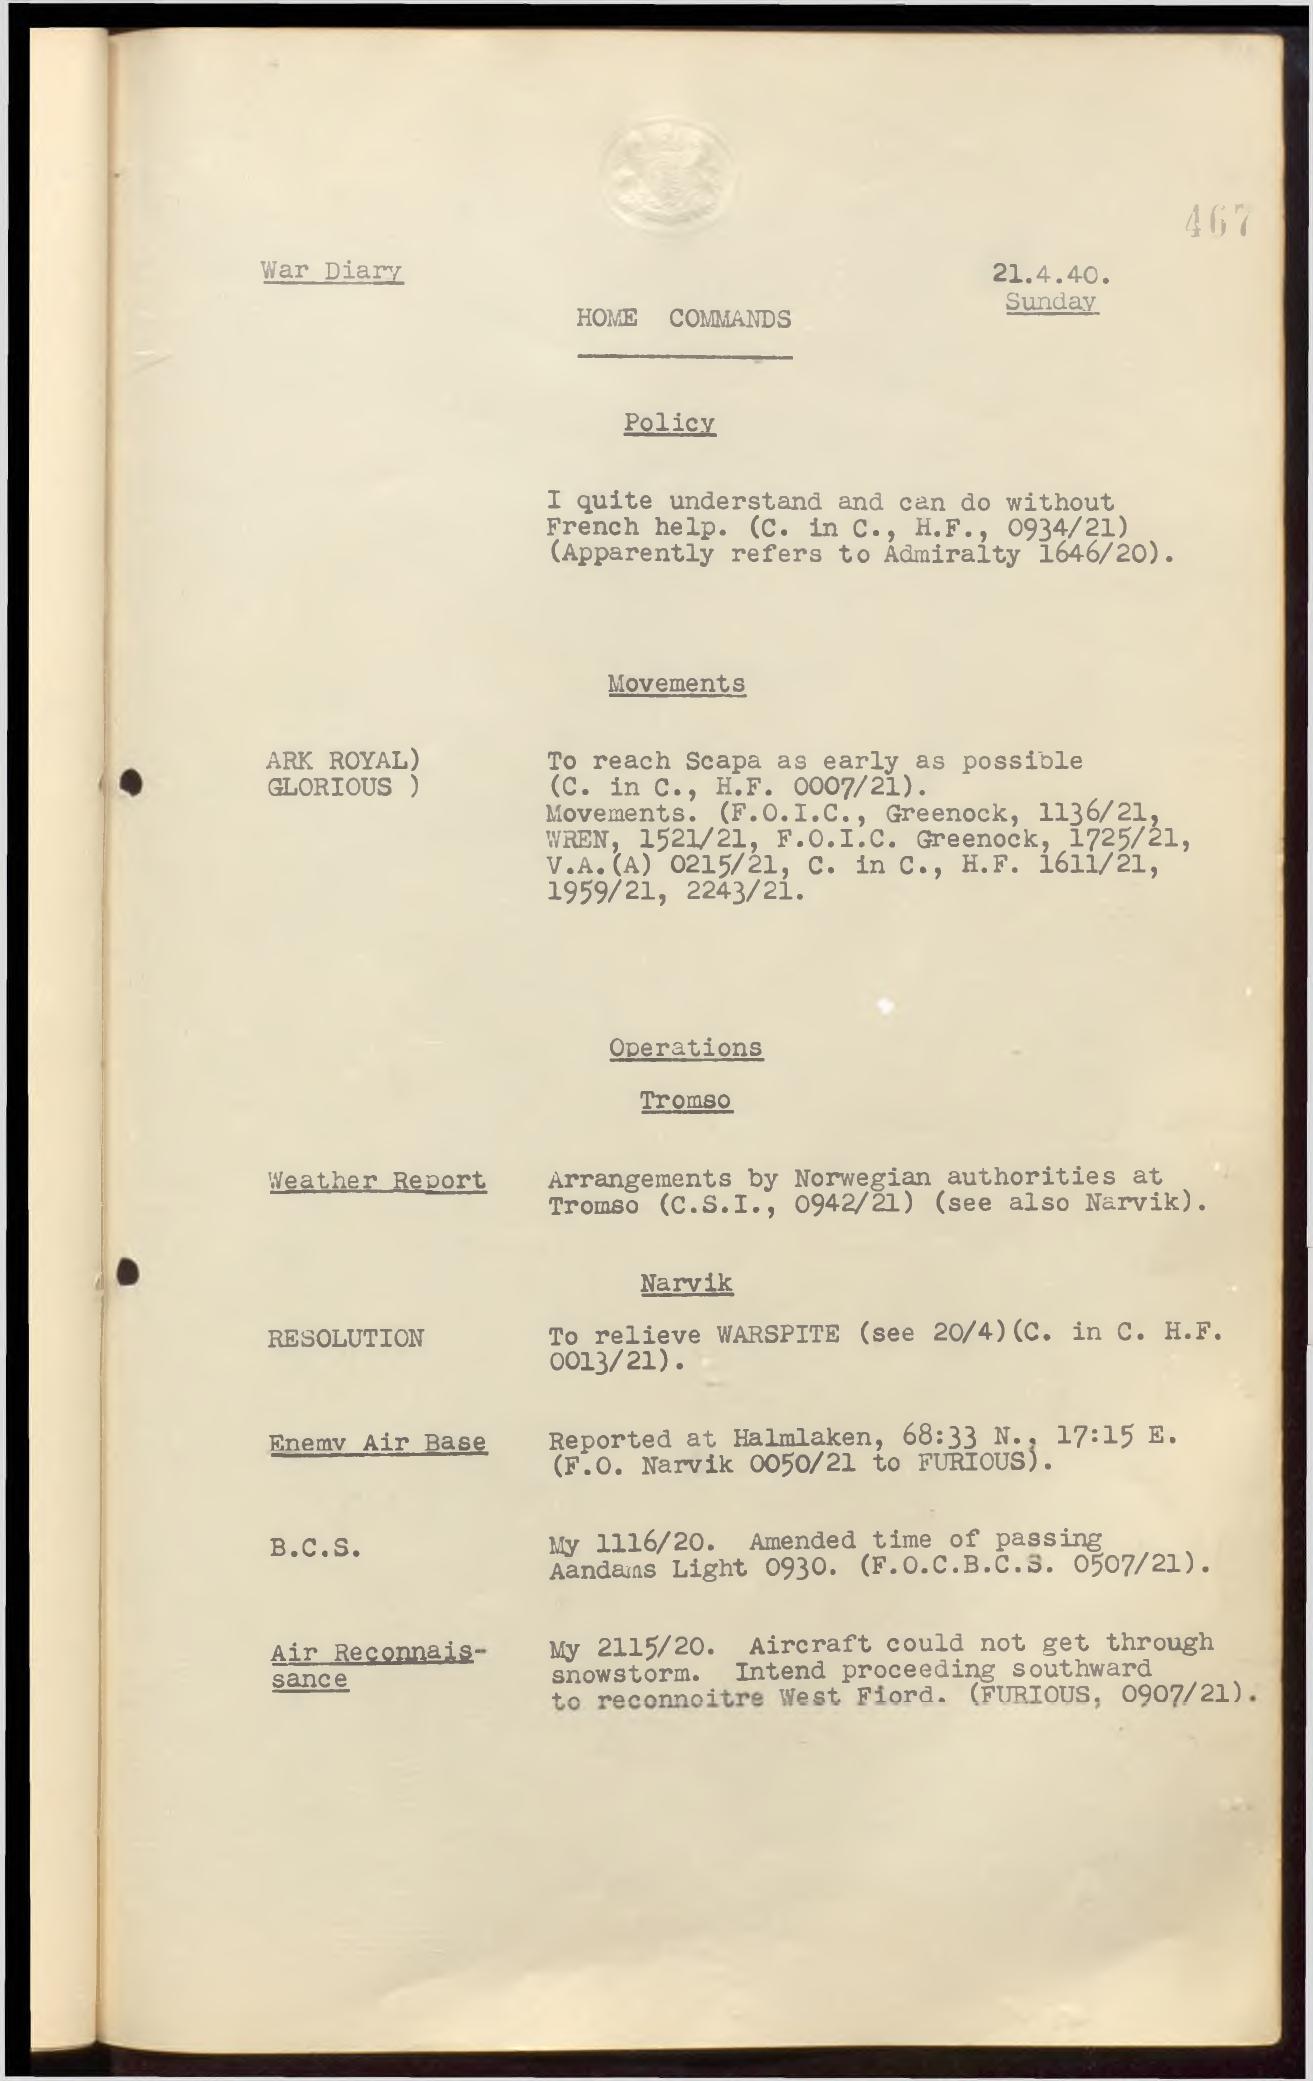 467
War Diary
21.4.40.
Sunday
HOME COMMANDS
Policy
I quite understand and can do without
French help. (C. in C., H.F., 0934/21)
(Apparently refers to Admiralty 1646/20).
Movements
ARK ROYAL)
GLORIOUS )
To reach Scapa as early as possible
(C. in C., H.F. 0007/21).
Movements. (F.O.I.C., Greenock, 1136/21,
WREN, 1521/21, F.O.I.C. Greenock, 1725/21,
V.A.(A) 0215/21, C. in C., H.F. 1611/21,
1959/21, 2243/21.
Operations
Tromso
Weather Report
Arrangements by Norwegian authorities at
Tromso (C.S.I., 0942/21) (see also Narvik).
Narvik
RESOLUTION
To relieve WARSPITE (see 20/4)(C. in C. H.F.
0013/21).
Enemy Air Base
Reported at Halmlaken, 68:33 N., 17:15 E.
(F.O. Narvik 0050/21 to FURIOUS).
B.C.S.
My 1116/20. Amended time of passing
Aandams Light 0930. (F.O.C.B.C.S. 0507/21).
Air Reconnais-
sance
My 2115/20. Aircraft could not get through
snowstorm. Intend proceeding southward
to reconnoitre West Fiord. (FURIOUS, 0907/21).